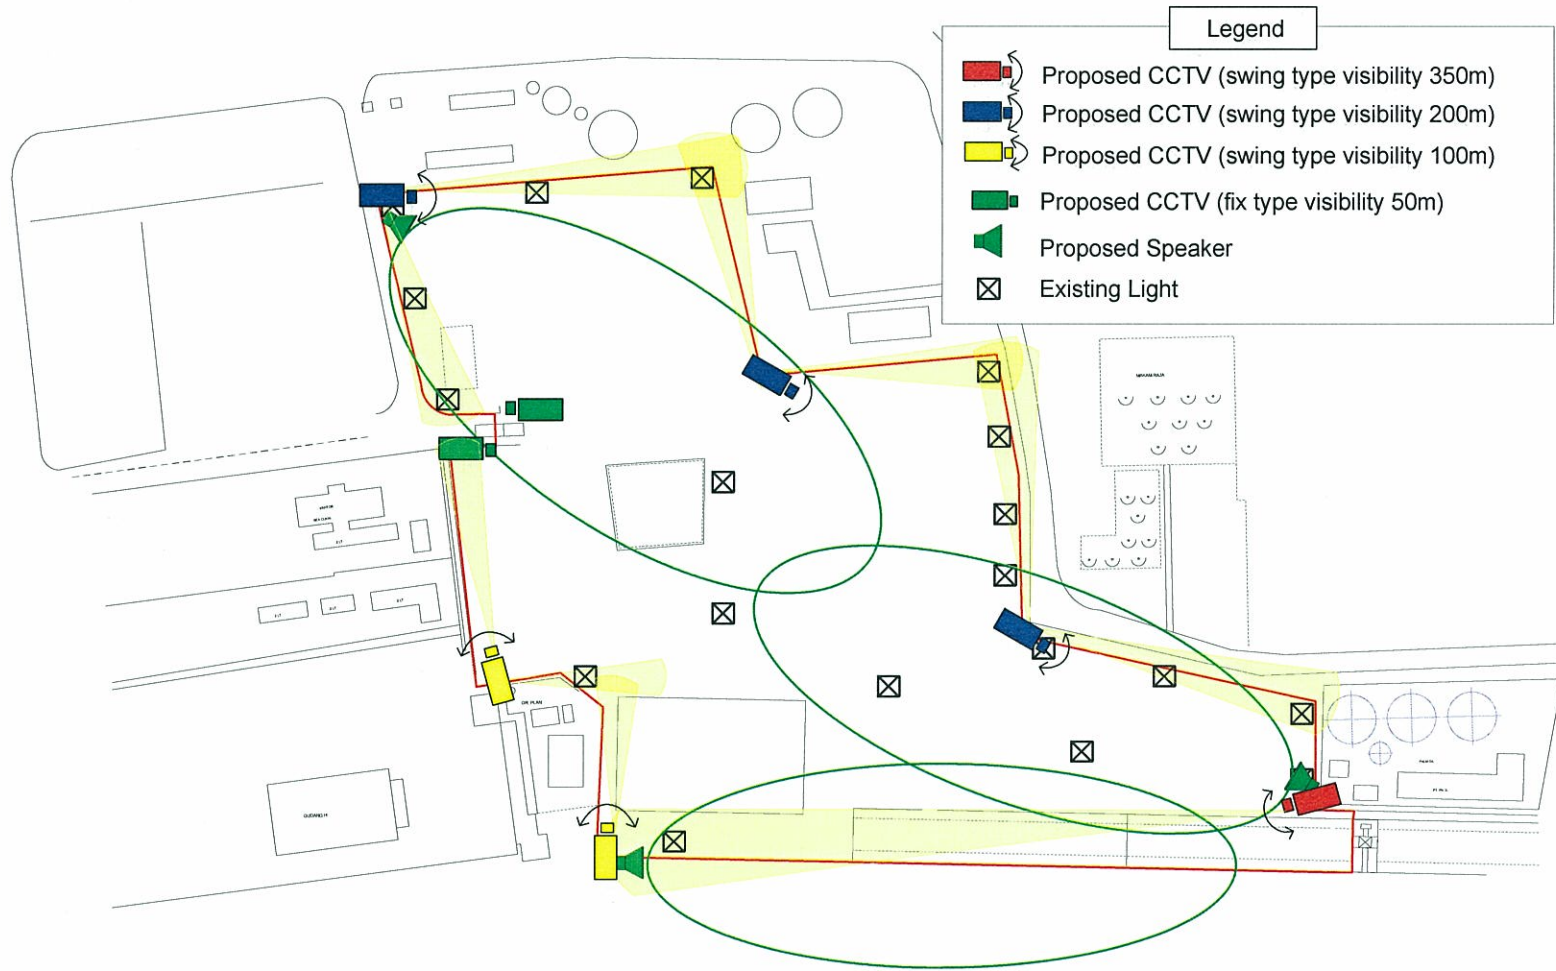 Legend
Proposed CCTV (swing type visibility 350m)
Proposed CCTV (swing type visibility 200m)
Proposed CCTV (swing type visibility 100m)
Proposed CCTV (fix type visibility 50m)
Proposed Speaker
Existing Light
GUDANG H